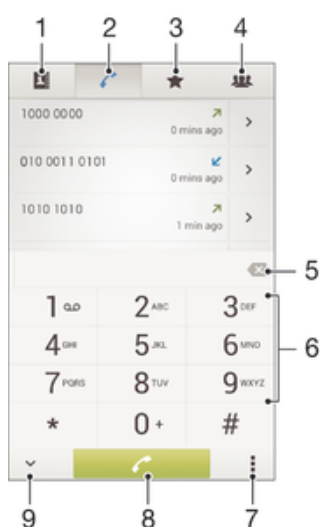 1 2 3 4
1000 0000
0 mins ago
010 0011 0101
0 mins ago
1010 1010
1 min ago
5
1 2 ABC 3 DEF
4 GHI 5 JKL 6 MNO
6
7 PQRS 8 TUV 9 WXYZ
* 0 + #
9 8 7